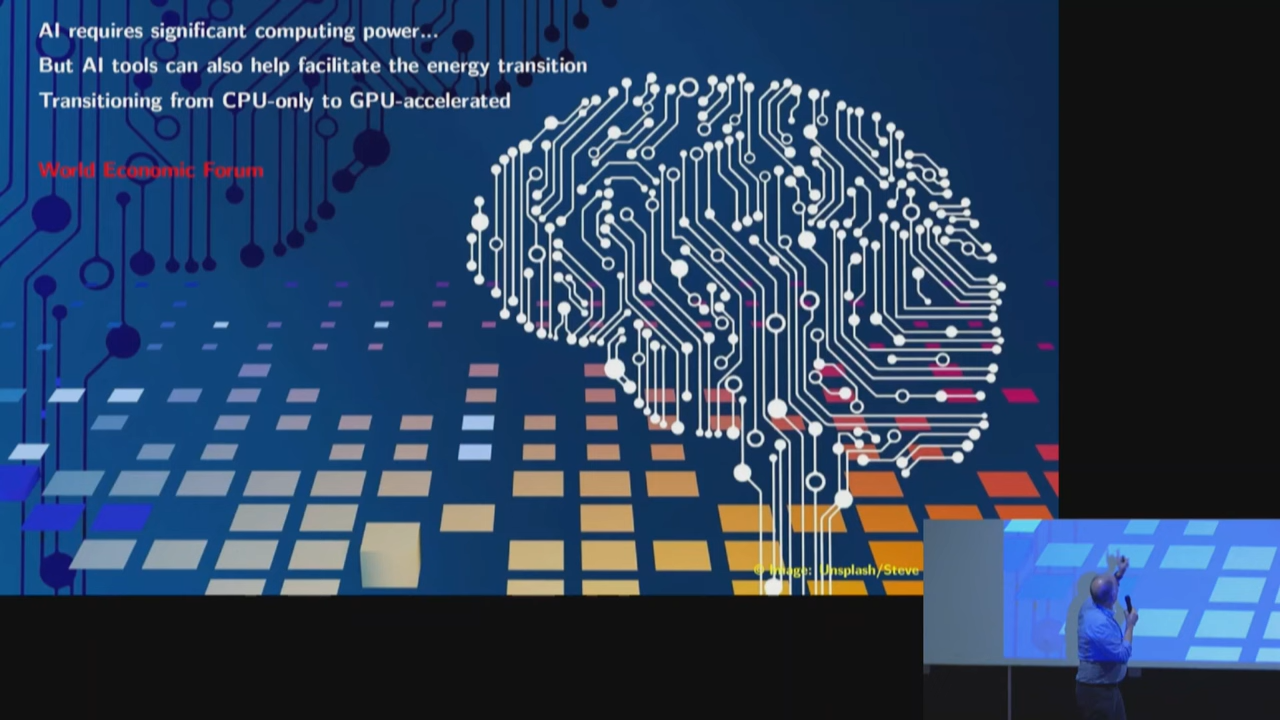 AI requires significant computing power...
But AI tools can also help facilitate the energy transition
Transitioning from CPU-only to GPU-accelerated
World Economic Forum
© Image: Unsplash/Steve